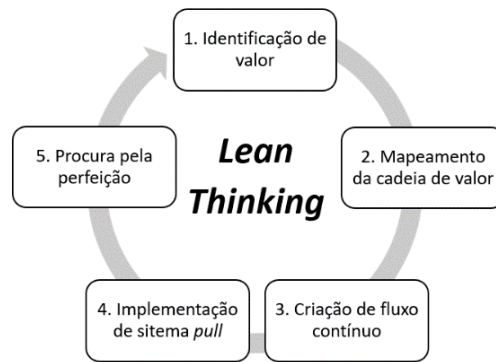 1. Identificação de
valor
5. Procura pela
perfeição
Lean
Thinking
2. Mapeamento
da cadeia de valor
4. Implementação
de sitema pull
3. Criação de fluxo
contínuo